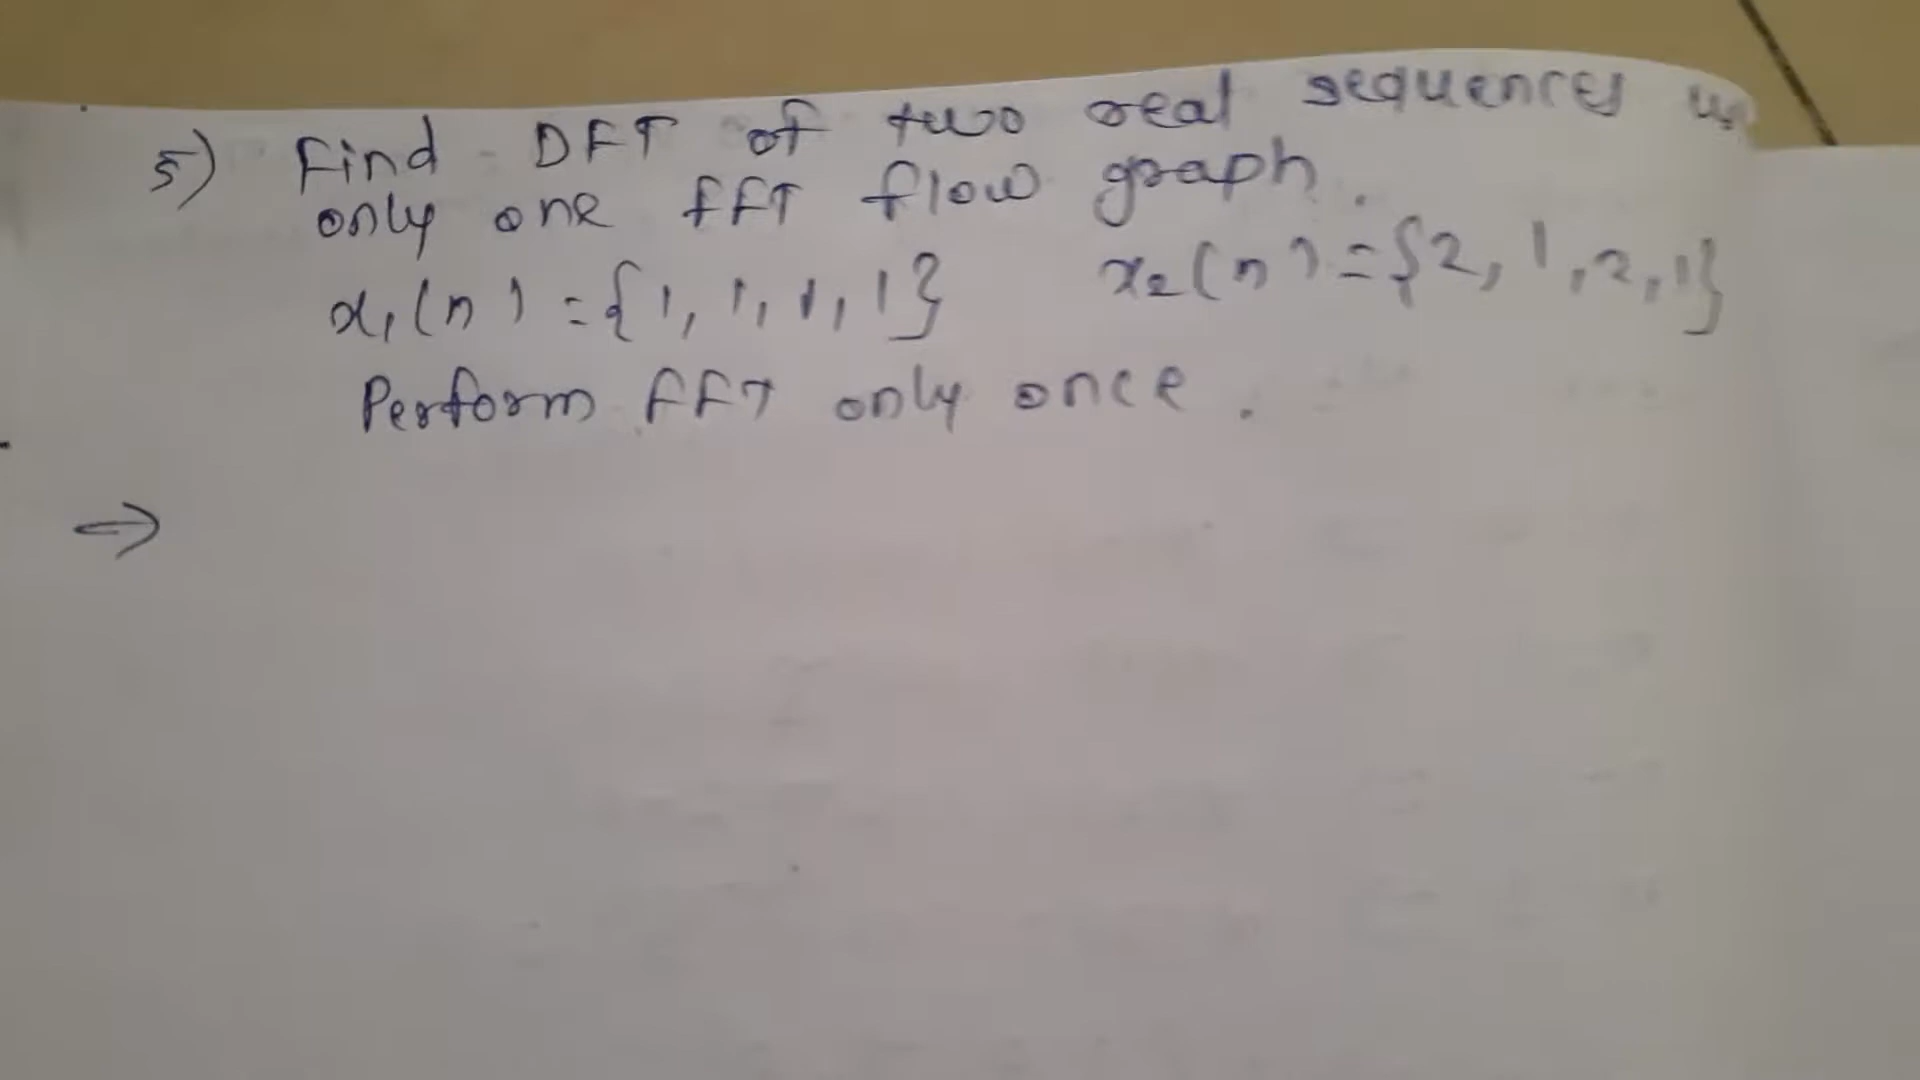 5) Find DFT of two real sequences
only one FFT flow graph.
x₁(n) = {1, 1, 1, 1} x₂(n) = {2, 1, 2, 1}
Perform FFT only once.
⇒